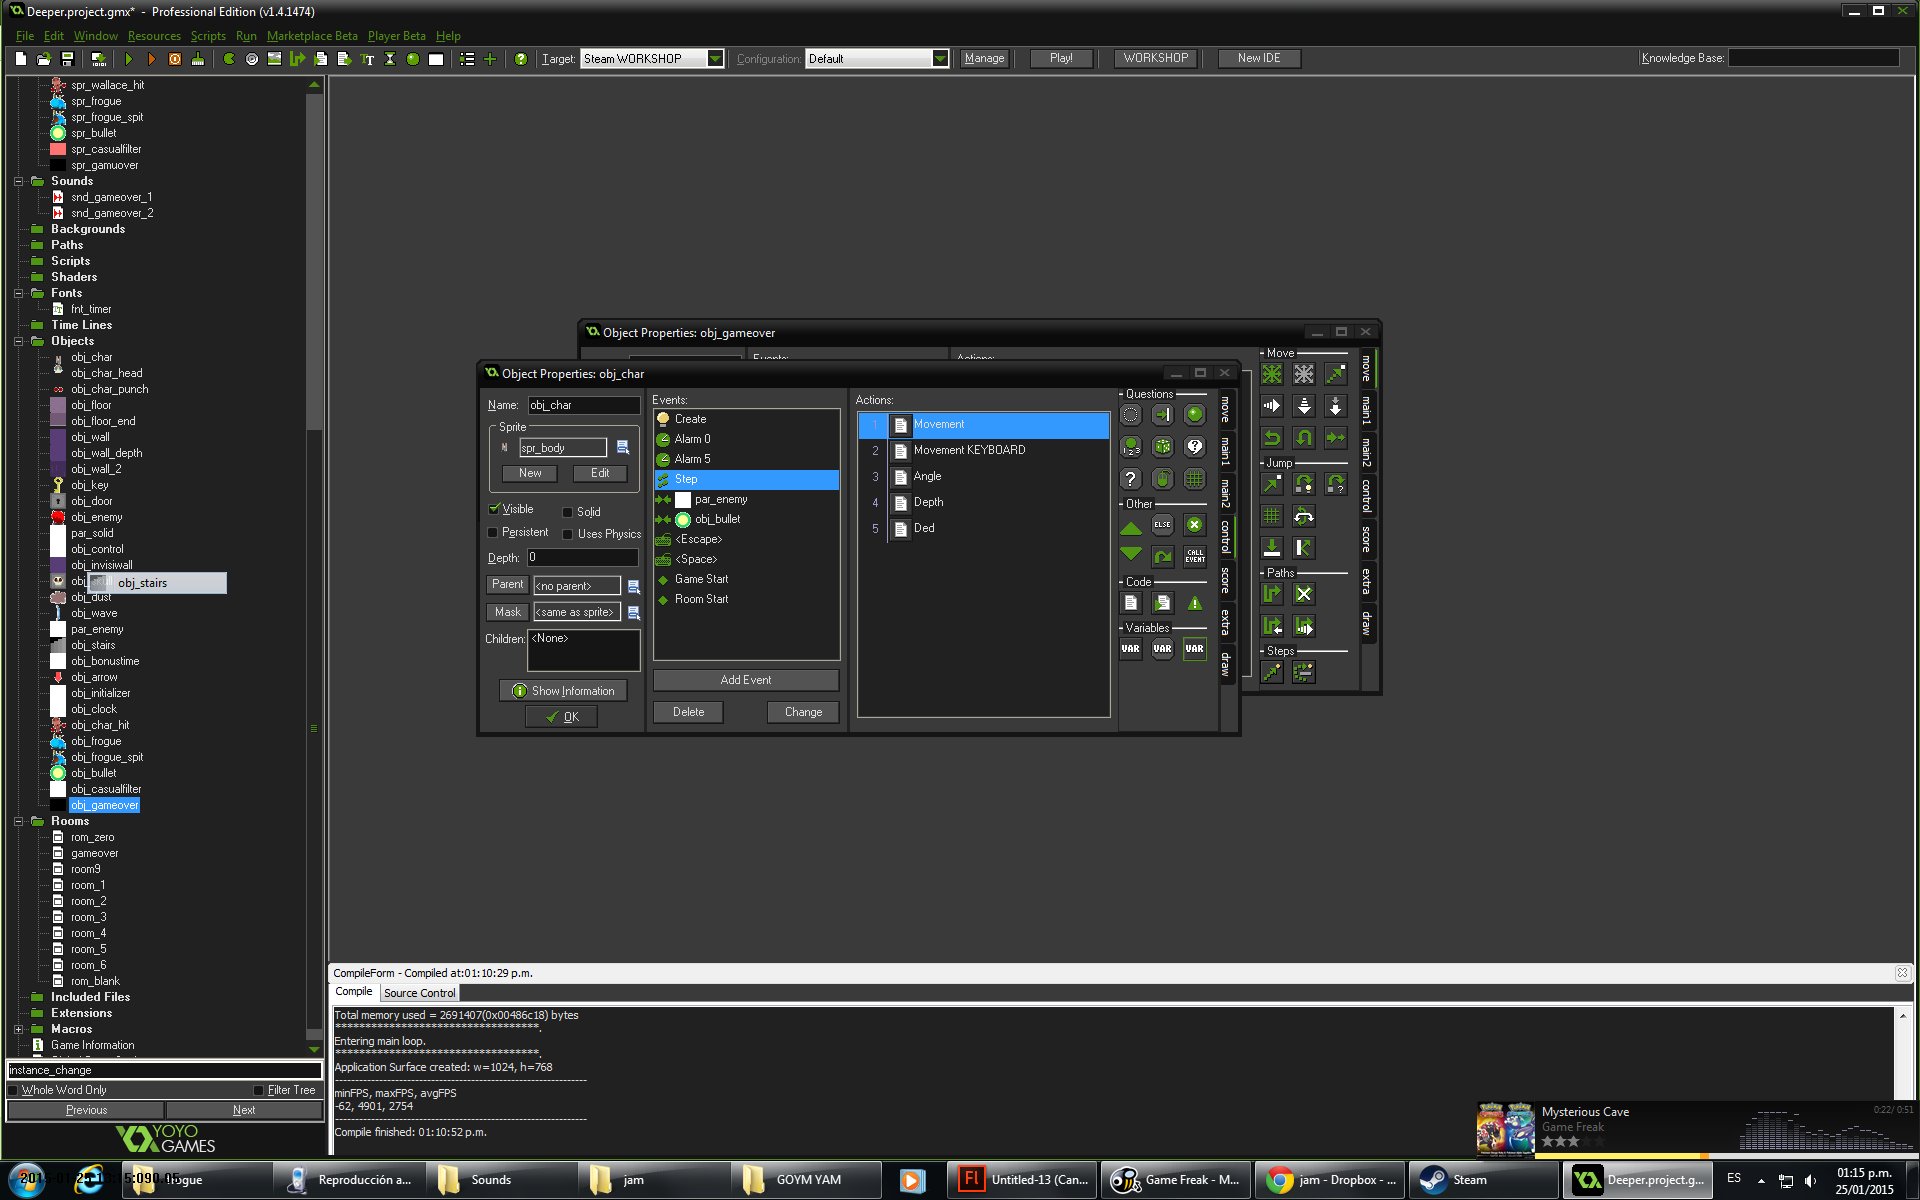 Deeper.project.gmx* - Professional Edition (v1.4.1474)
File Edit Window Resources Scripts Run Marketplace Beta Player Beta Help
Target: Steam WORKSHOP Configuration: Default Manage Play! WORKSHOP New IDE Knowledge Base:
spr_wallace_hit
spr_frogue
spr_frogue_spit
spr_bullet
spr_casualfilter
spr_gamuover
Sounds
snd_gameover_1
snd_gameover_2
Backgrounds
Paths
Scripts
Shaders
Fonts
fnt_timer
Time Lines
Objects
obj_char
obj_char_head
obj_char_punch
obj_floor
obj_floor_end
obj_wall
obj_wall_depth
obj_wall_2
obj_key
obj_door
obj_enemy
par_solid
obj_control
obj_invisiwall
obj_stairs
obj_dust
obj_wave
par_enemy
obj_stairs
obj_bonustime
obj_arrow
obj_initializer
obj_clock
obj_char_hit
obj_frogue
obj_frogue_spit
obj_bullet
obj_casualfilter
obj_gameover
Rooms
rom_zero
gameover
room9
room_1
room_2
room_3
room_4
room_5
room_6
rom_blank
Included Files
Extensions
Macros
Game Information
instance_change
Whole Word Only Filter Tree
Previous Next
YOYO GAMES
Object Properties: obj_gameover
Events: Actions:
Move
Jump
Paths
Steps
move
main1
main2
control
score
extra
draw
Object Properties: obj_char
Name: obj_char
Sprite
spr_body
New Edit
Visible Solid
Persistent Uses Physics
Depth: 0
Parent <no parent>
Mask <same as sprite>
Children: <None>
Show Information
OK
Events:
Create
Alarm 0
Alarm 5
Step
par_enemy
obj_bullet
<Escape>
<Space>
Game Start
Room Start
Add Event
Delete Change
Actions:
1 Movement
2 Movement KEYBOARD
3 Angle
4 Depth
5 Ded
Questions
Other
ELSE
CALL EVENT
Code
Variables
VAR VAR VAR
move
main1
main2
control
score
extra
draw
CompileForm - Compiled at:01:10:29 p.m.
Compile Source Control
Total memory used = 2691407(0x00486c18) bytes
***********************************.
Entering main loop.
***********************************.
Application Surface created: w=1024, h=768
minFPS, maxFPS, avgFPS
-62, 4901, 2754
Compile finished: 01:10:52 p.m.
Mysterious Cave 0:22/ 0:51
Game Freak
Reproducción a...
Sounds
jam
GOYM YAM
Untitled-13 (Can...
Game Freak - M...
jam - Dropbox - ...
Steam
Deeper.project.g...
ES
01:15 p.m.
25/01/2015